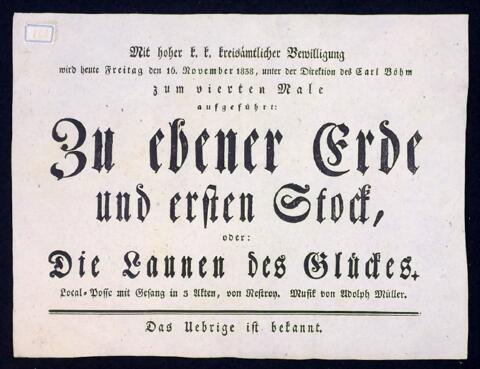 Mit hoher k. k. kreisämtlicher Bewilligung
wird heute Freitag den 16. November 1838, unter der Direktion des Carl Böhm
zum vierten Male
aufgeführt:
Zu ebener Erde
und ersten Stock,
oder:
Die Launen des Glückes.
Local-Posse mit Gesang in 3 Akten, von Nestroy. Musik von Adolph Müller.
Das Uebrige ist bekannt.